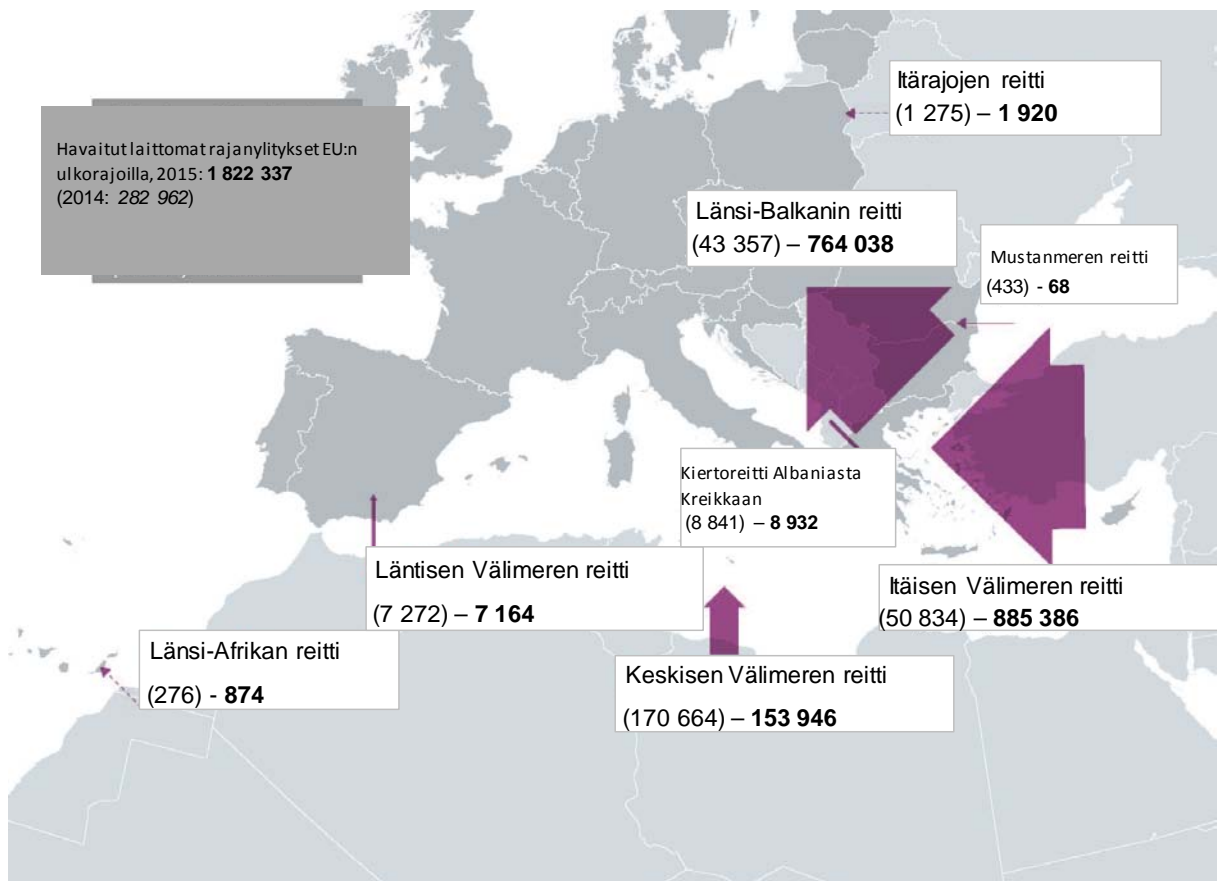 Havaitut laittomat rajanylitykset EU:n
ulkorajoilla, 2015: 1 822 337
(2014: 282 962)
Itärajojen reitti
(1 275) – 1 920
Länsi-Balkanin reitti
(43 357) – 764 038
Mustanmeren reitti
(433) - 68
Kiertoreitti Albaniasta
Kreikkaan
(8 841) – 8 932
Läntisen Välimeren reitti
(7 272) – 7 164
Itäisen Välimeren reitti
(50 834) – 885 386
Länsi-Afrikan reitti
(276) - 874
Keskisen Välimeren reitti
(170 664) – 153 946